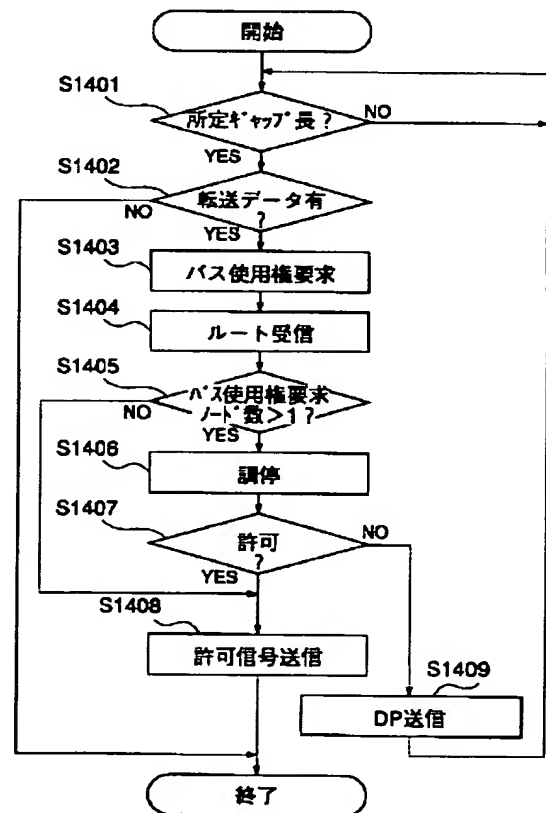 開始
S1401
所定ギャップ長?
NO
YES
S1402
転送データ有
?
NO
YES
S1403
バス使用権要求
S1404
ルート受信
S1405
バス使用権要求
ノード数>1?
NO
YES
S1406
調停
S1407
許可
?
NO
YES
S1408
許可信号送信
S1409
DP送信
終了